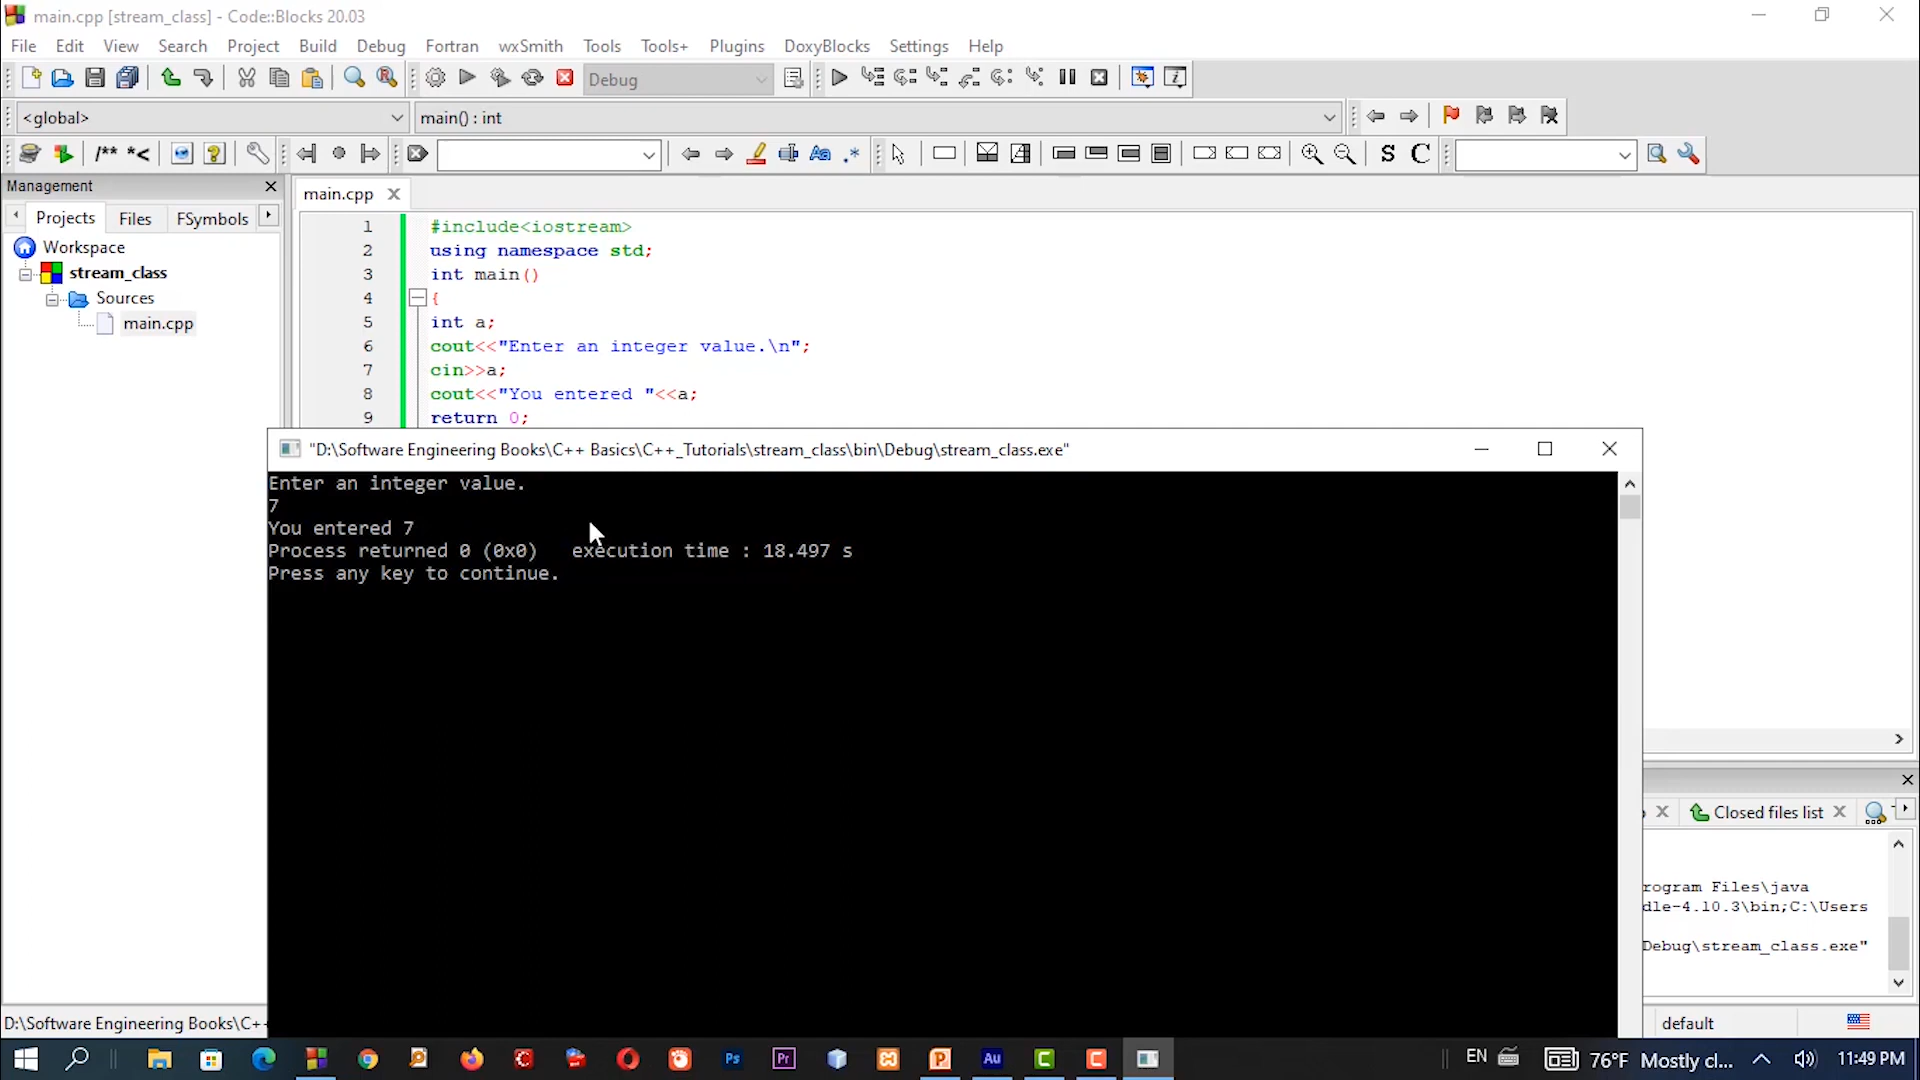 main.cpp [stream_class] - Code::Blocks 20.03
File Edit View Search Project Build Debug Fortran wxSmith Tools Tools+ Plugins DoxyBlocks Settings Help
Debug
<global> main() : int
/** *< Aa .* S C
Management
main.cpp
Projects Files FSymbols
Workspace
stream_class
Sources
main.cpp
1 #include<iostream>
2 using namespace std;
3 int main()
4 {
5 int a;
6 cout<<"Enter an integer value.\n";
7 cin>>a;
8 cout<<"You entered "<<a;
9 return 0;
"D:\Software Engineering Books\C++ Basics\C++_Tutorials\stream_class\bin\Debug\stream_class.exe"
Enter an integer value.
7
You entered 7
Process returned 0 (0x0) execution time : 18.497 s
Press any key to continue.
Closed files list
rogram Files\java
dle-4.10.3\bin;C:\Users
Debug\stream_class.exe"
D:\Software Engineering Books\C++
default
Ps Pr P Au C C
EN 76°F Mostly cl... 11:49 PM